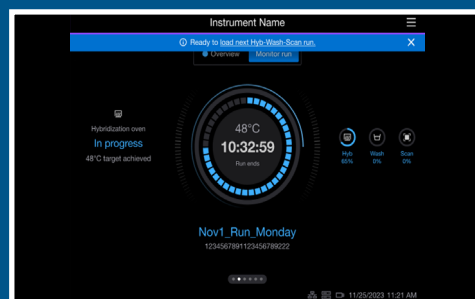 Instrument Name
Ready to load next Hyb-Wash-Scan run.
Overview
Monitor run
Hybridization oven
In progress
48°C target achieved
48°C
10:32:59
Run ends
Hyb
65%
Wash
0%
Scan
0%
Nov1_Run_Monday
1234567891123456789222
11/25/2023 11:21 AM